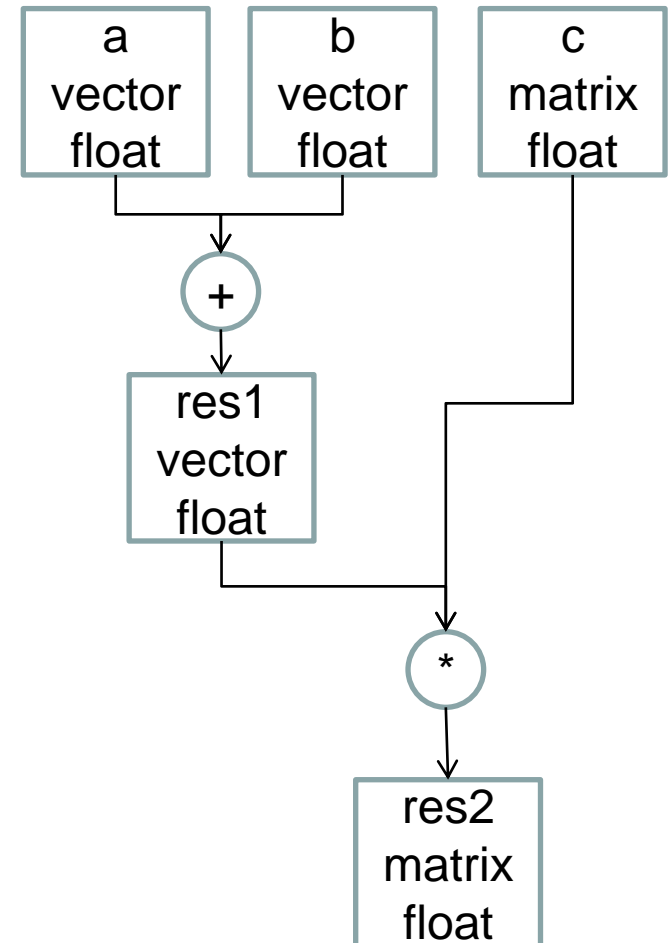 a
vector
float
b
vector
float
c
matrix
float
+
res1
vector
float
*
res2
matrix
float